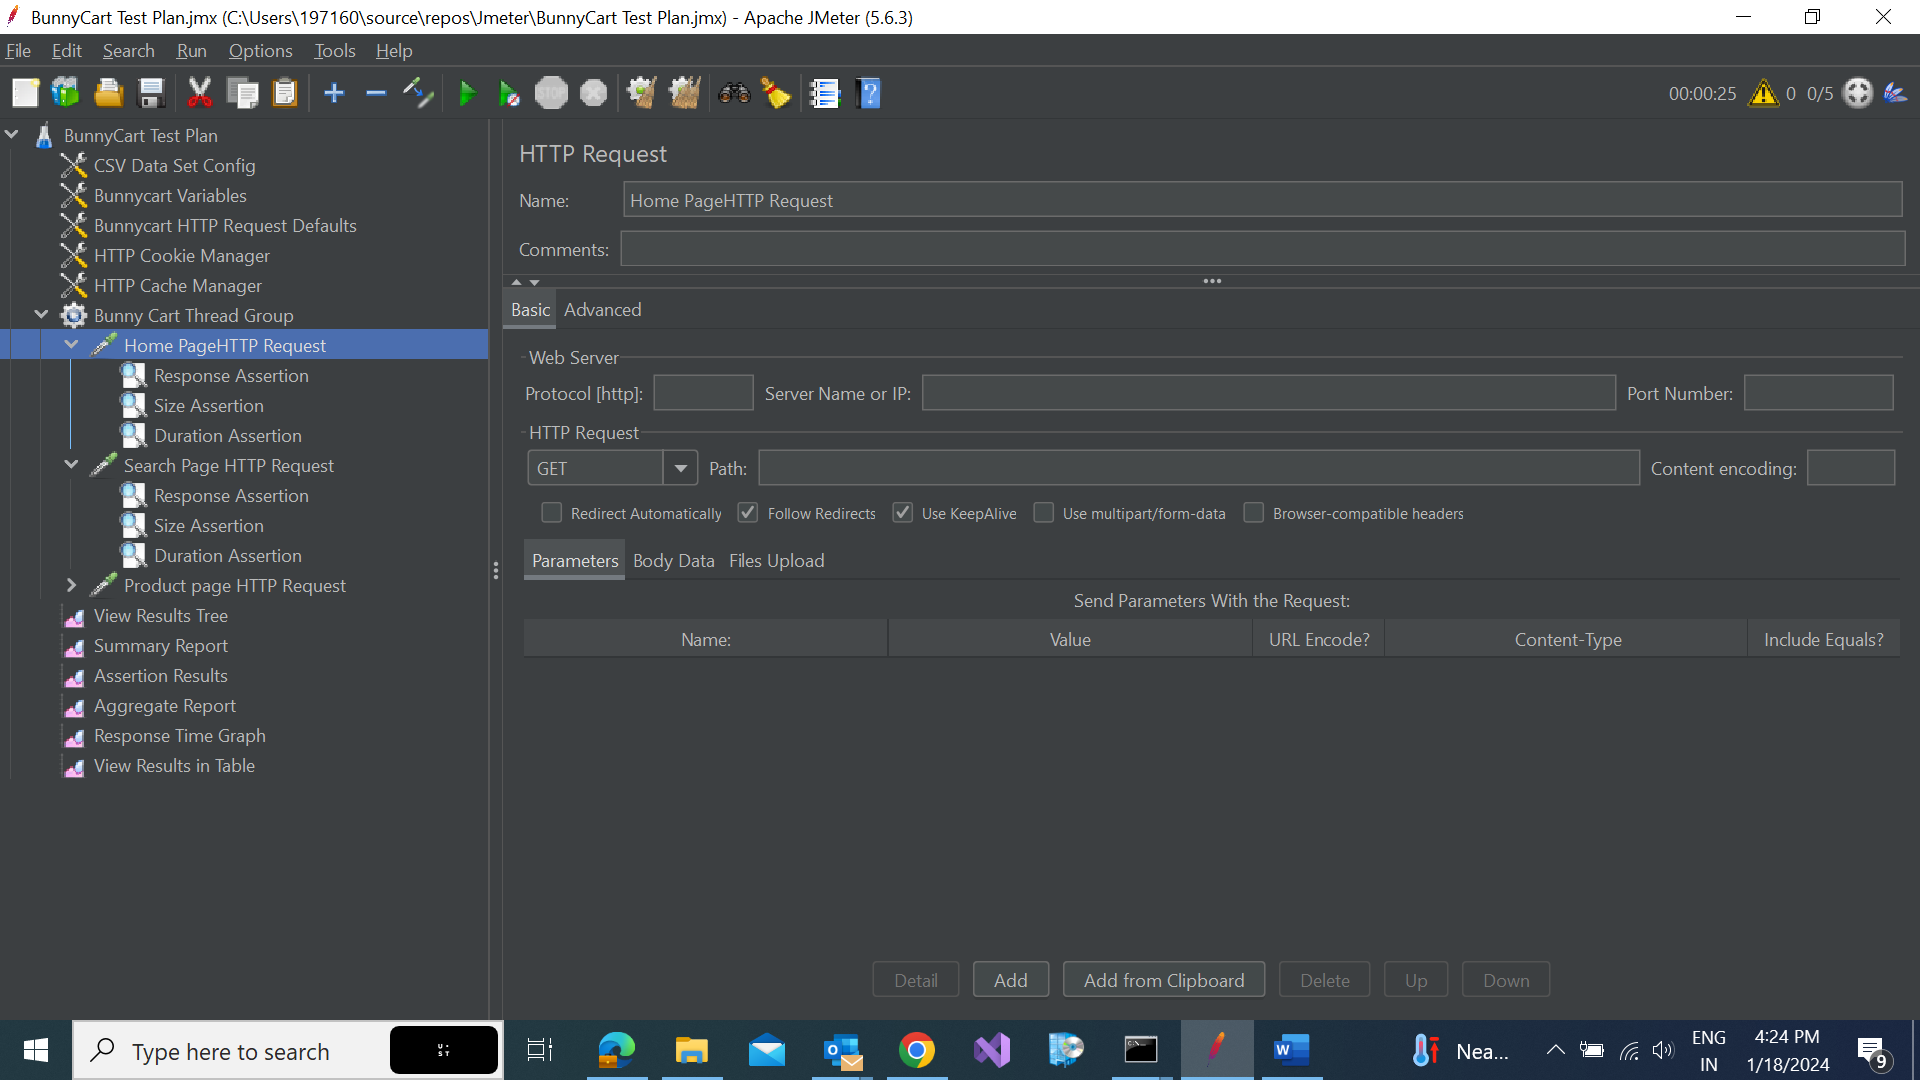 BunnyCart Test Plan.jmx (C:\Users\197160\source\repos\Jmeter\BunnyCart Test Plan.jmx) - Apache JMeter (5.6.3)
File Edit Search Run Options Tools Help
STOP
00:00:25 0 0/5
BunnyCart Test Plan
CSV Data Set Config
Bunnycart Variables
Bunnycart HTTP Request Defaults
HTTP Cookie Manager
HTTP Cache Manager
Bunny Cart Thread Group
Home PageHTTP Request
Response Assertion
Size Assertion
Duration Assertion
Search Page HTTP Request
Response Assertion
Size Assertion
Duration Assertion
Product page HTTP Request
View Results Tree
Summary Report
Assertion Results
Aggregate Report
Response Time Graph
View Results in Table
HTTP Request
Name: Home PageHTTP Request
Comments:
Basic Advanced
Web Server
Protocol [http]: Server Name or IP: Port Number:
HTTP Request
GET Path: Content encoding:
Redirect Automatically Follow Redirects Use KeepAlive Use multipart/form-data Browser-compatible headers
Parameters Body Data Files Upload
Send Parameters With the Request:
Name: Value URL Encode? Content-Type Include Equals?
Detail Add Add from Clipboard Delete Up Down
Type here to search
Nea...
ENG
IN
4:24 PM
1/18/2024
9